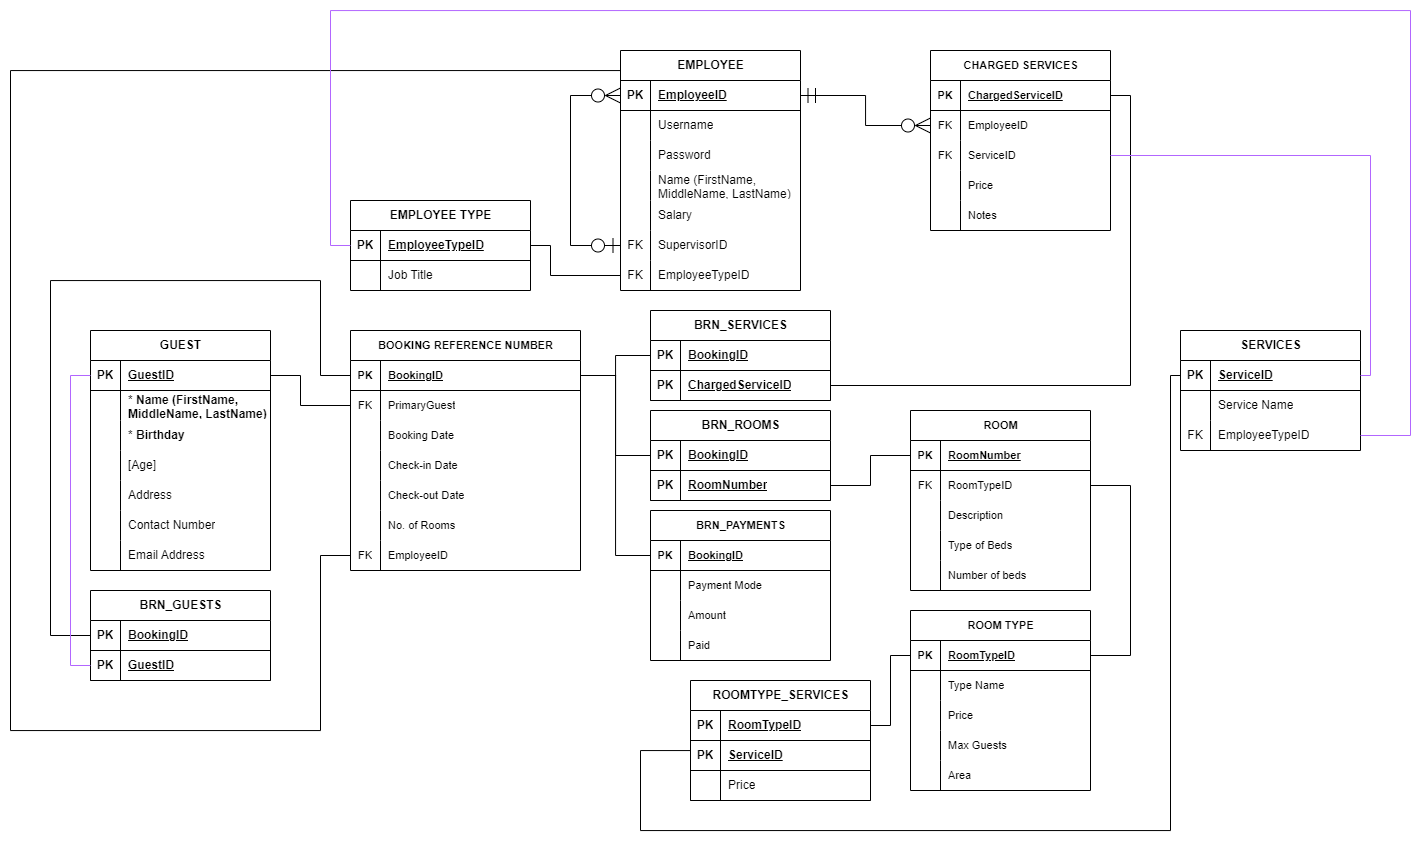 EMPLOYEE
PK EmployeeID
Username
Password
Name (FirstName,
MiddleName, LastName)
Salary
FK SupervisorID
FK EmployeeTypeID
CHARGED SERVICES
PK ChargedServiceID
FK EmployeeID
FK ServiceID
Price
Notes
EMPLOYEE TYPE
PK EmployeeTypeID
Job Title
GUEST
PK GuestID
* Name (FirstName,
MiddleName, LastName)
* Birthday
[Age]
Address
Contact Number
Email Address
BOOKING REFERENCE NUMBER
PK BookingID
FK PrimaryGuest
Booking Date
Check-in Date
Check-out Date
No. of Rooms
FK EmployeeID
BRN_SERVICES
PK BookingID
PK ChargedServiceID
BRN_ROOMS
PK BookingID
PK RoomNumber
BRN_PAYMENTS
PK BookingID
Payment Mode
Amount
Paid
ROOM
PK RoomNumber
FK RoomTypeID
Description
Type of Beds
Number of beds
SERVICES
PK ServiceID
Service Name
FK EmployeeTypeID
BRN_GUESTS
PK BookingID
PK GuestID
ROOM TYPE
PK RoomTypeID
Type Name
Price
Max Guests
Area
ROOMTYPE_SERVICES
PK RoomTypeID
PK ServiceID
Price